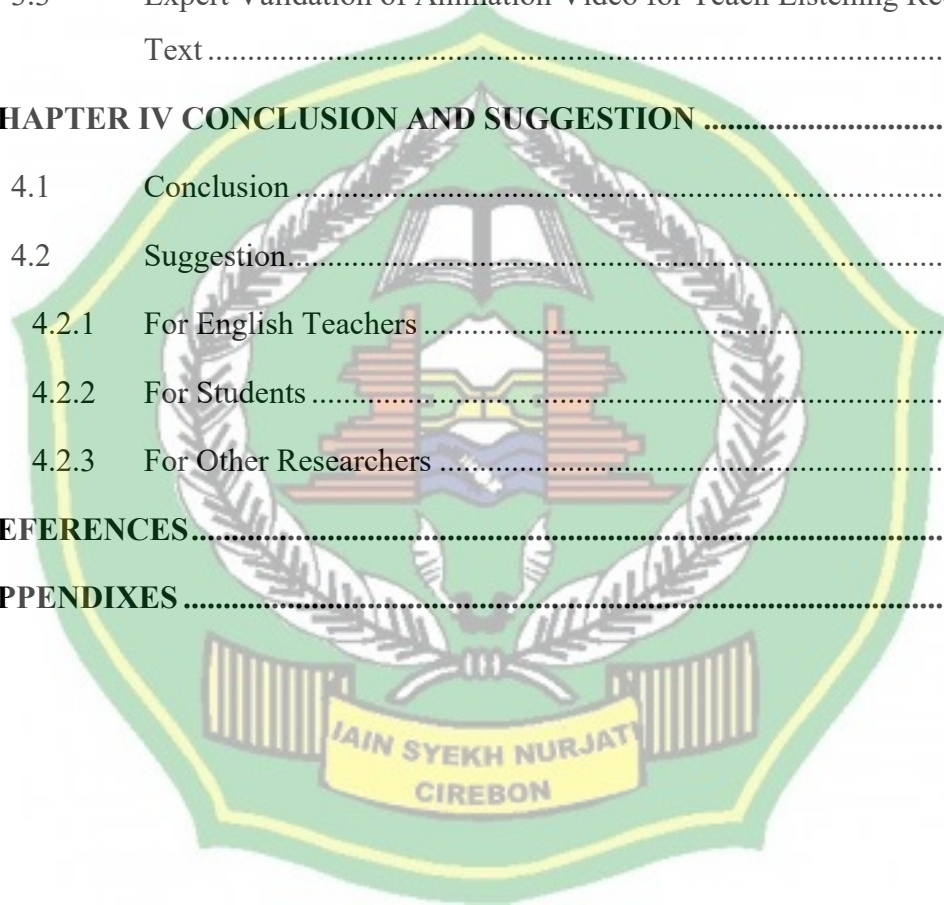 Expert Validation of Animation Video for Teach Listening
Text ........................................................
HAPTER IV CONCLUSION AND SUGGESTION ........................
4.1 Conclusion ........................................................
4.2 Suggestion ........................................................
4.2.1 For English Teachers ........................................................
4.2.2 For Students ........................................................
4.2.3 For Other Researchers ........................................................
EFERENCES ........................................................
PPENDIXES ........................................................
IAIN SYEKH NURJATI
CIREBON